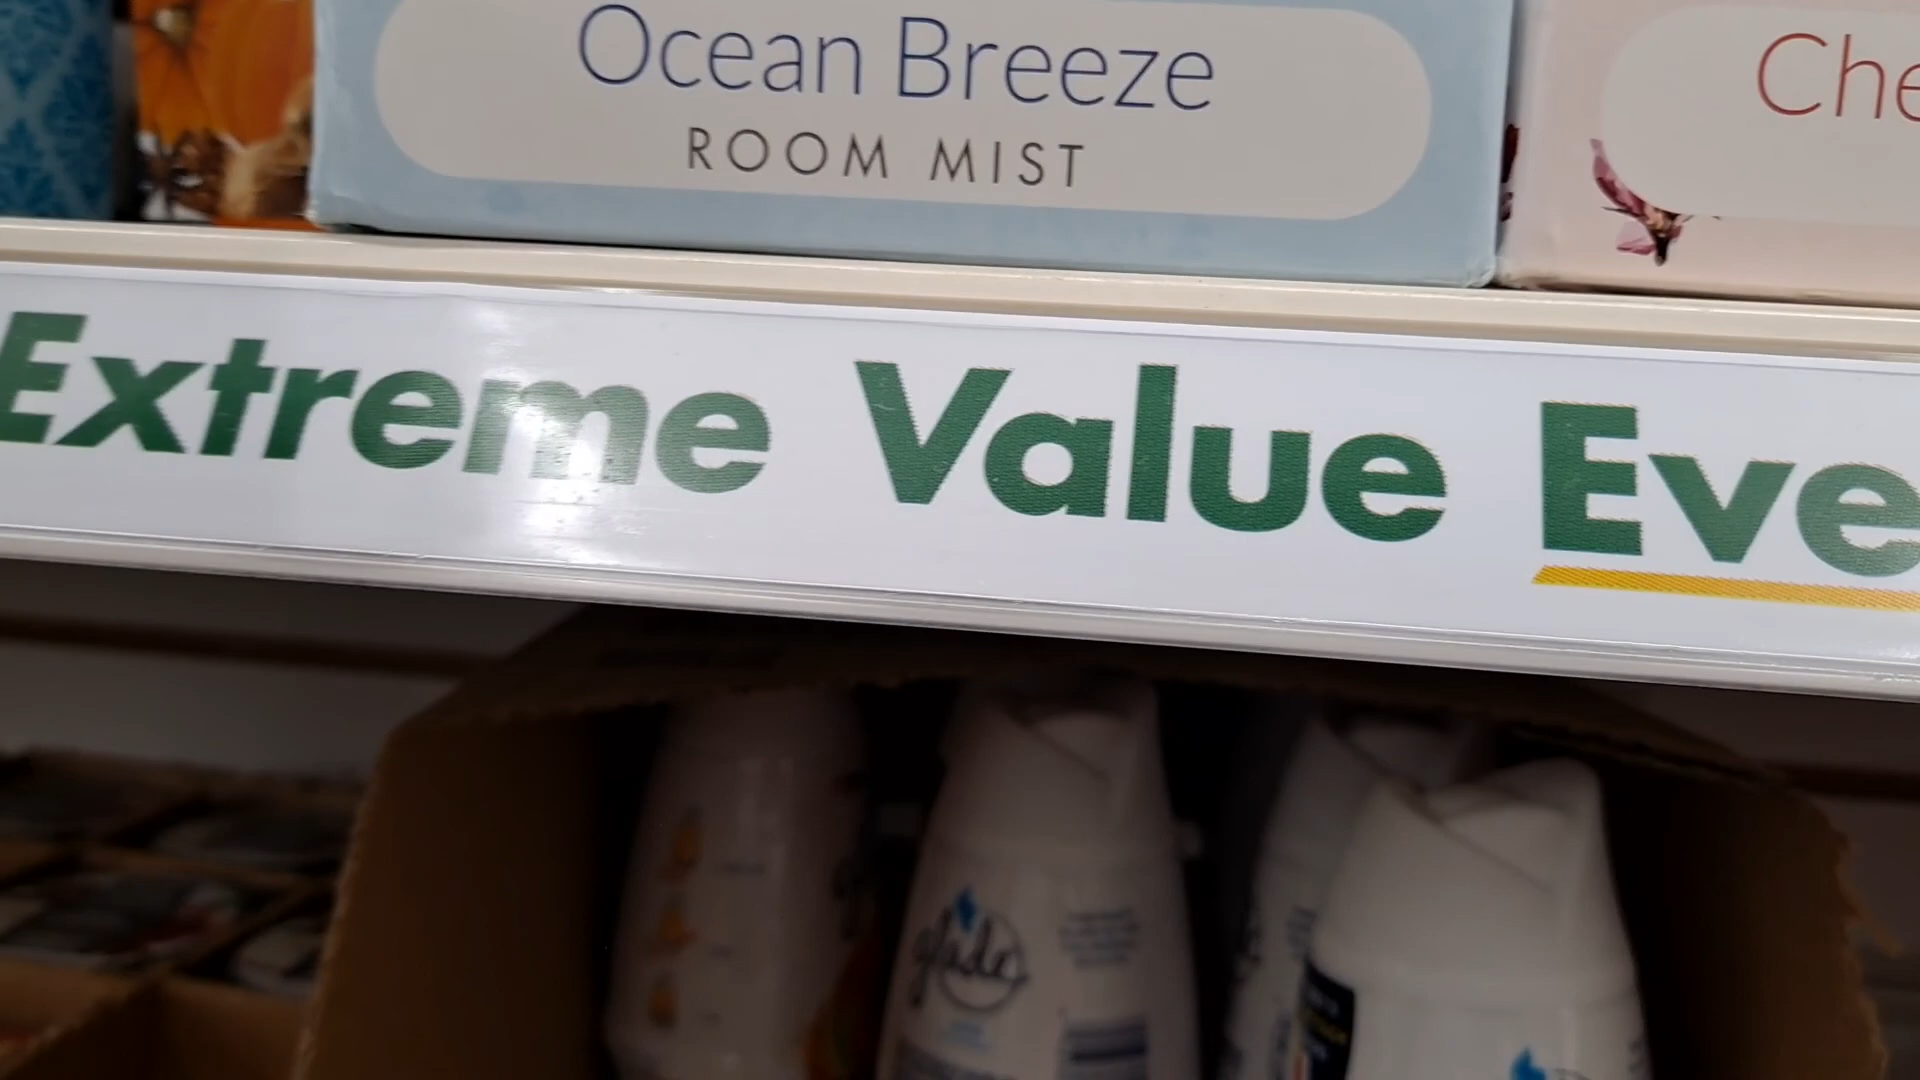 Ocean Breeze
ROOM MIST
Che
Extreme Value Eve
glade